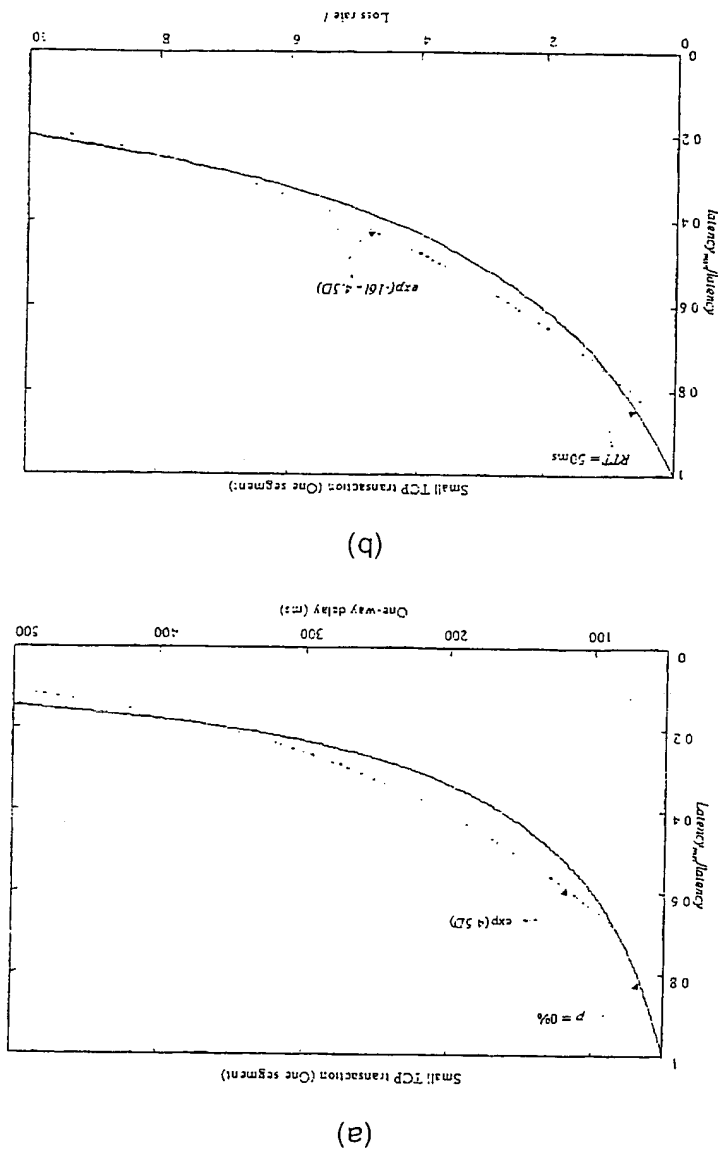 (a)
Small TCP transaction (One segment)
1
p = 0%
0 8
exp(4 5D)
0 6
Latency /latency
0 4
0 2
0
100 200 300 400 500
One-way delay (ms)
(b)
Small TCP transaction (One segment)
1
RTT = 50ms
0 8
0 6
exp(-16l - 4.5D)
latency /latency
0 4
0 2
0
0 2 4 6 8 10
Loss rate l